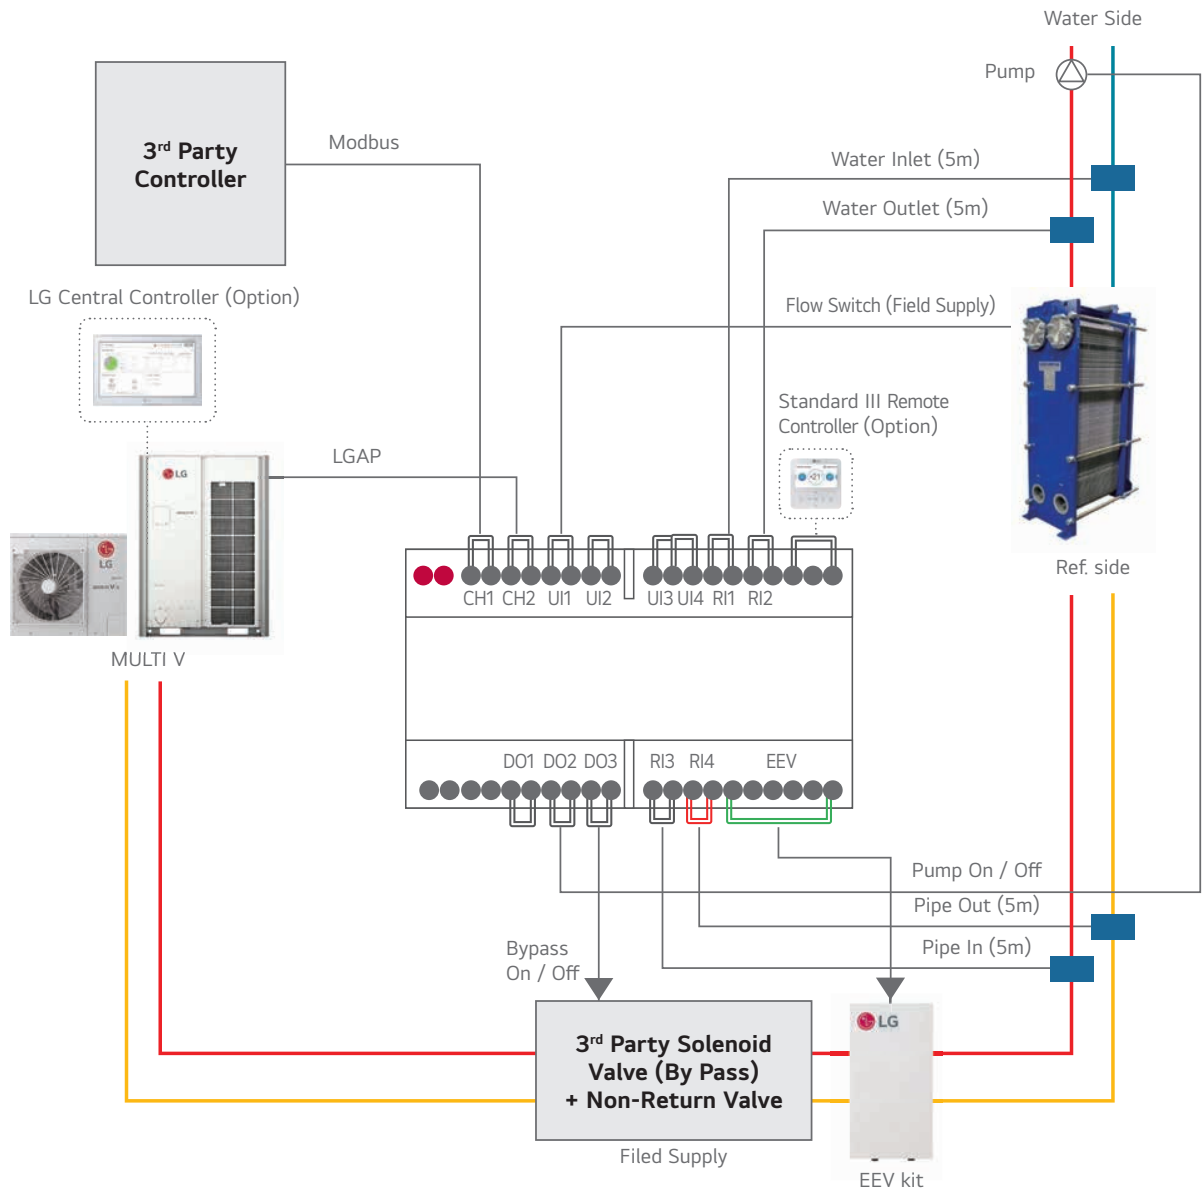 Water Side
Pump
3rd Party
Controller
Modbus
Water Inlet (5m)
Water Outlet (5m)
LG Central Controller (Option)
Flow Switch (Field Supply)
Standard III Remote
Controller (Option)
LGAP
LG
LG
MULTI V
Ref. side
CH1 CH2 UI1 UI2 UI3 UI4 RI1 RI2
DO1 DO2 DO3 RI3 RI4 EEV
Pump On / Off
Pipe Out (5m)
Pipe In (5m)
Bypass
On / Off
3rd Party Solenoid
Valve (By Pass)
+ Non-Return Valve
LG
Filed Supply
EEV kit